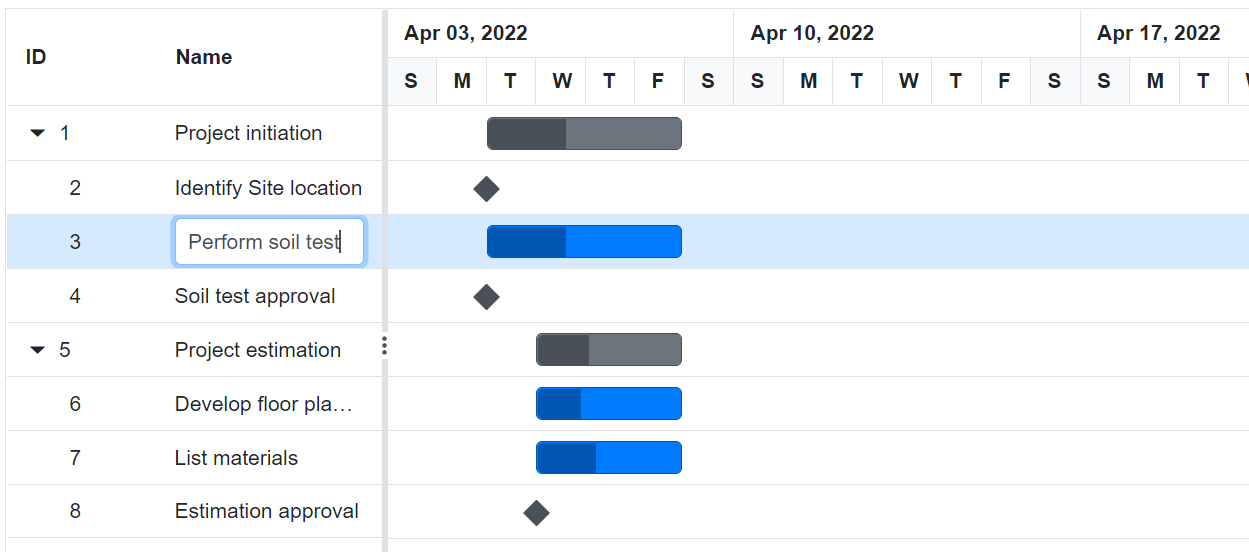 ID Name Apr 03, 2022 Apr 10, 2022 Apr 17, 2022
S M T W T F S S M T W T F S S M T
1 Project initiation
2 Identify Site location
3 Perform soil test
4 Soil test approval
5 Project estimation
6 Develop floor pla…
7 List materials
8 Estimation approval